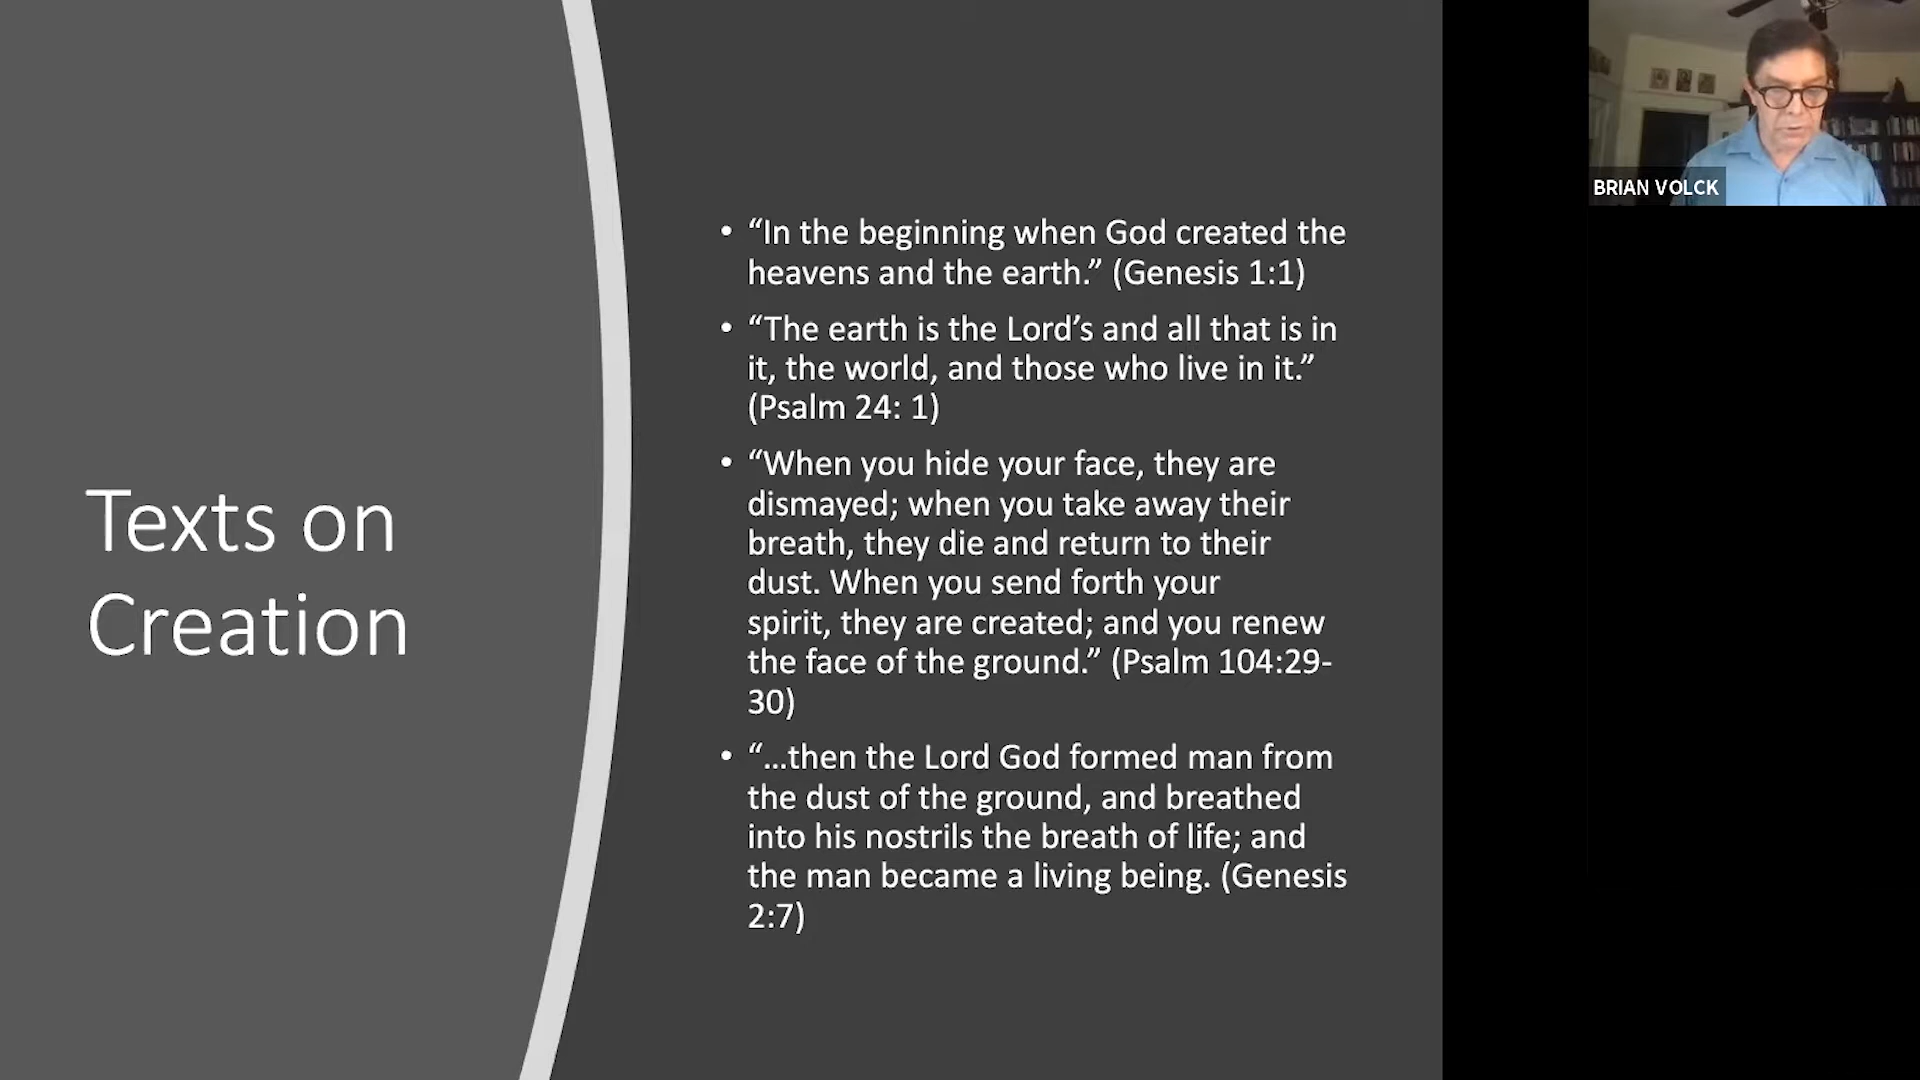 Texts on
Creation
• “In the beginning when God created the
heavens and the earth.” (Genesis 1:1)
• “The earth is the Lord’s and all that is in
it, the world, and those who live in it.”
(Psalm 24: 1)
• “When you hide your face, they are
dismayed; when you take away their
breath, they die and return to their
dust. When you send forth your
spirit, they are created; and you renew
the face of the ground.” (Psalm 104:29-
30)
• “…then the Lord God formed man from
the dust of the ground, and breathed
into his nostrils the breath of life; and
the man became a living being. (Genesis
2:7)
BRIAN VOLCK